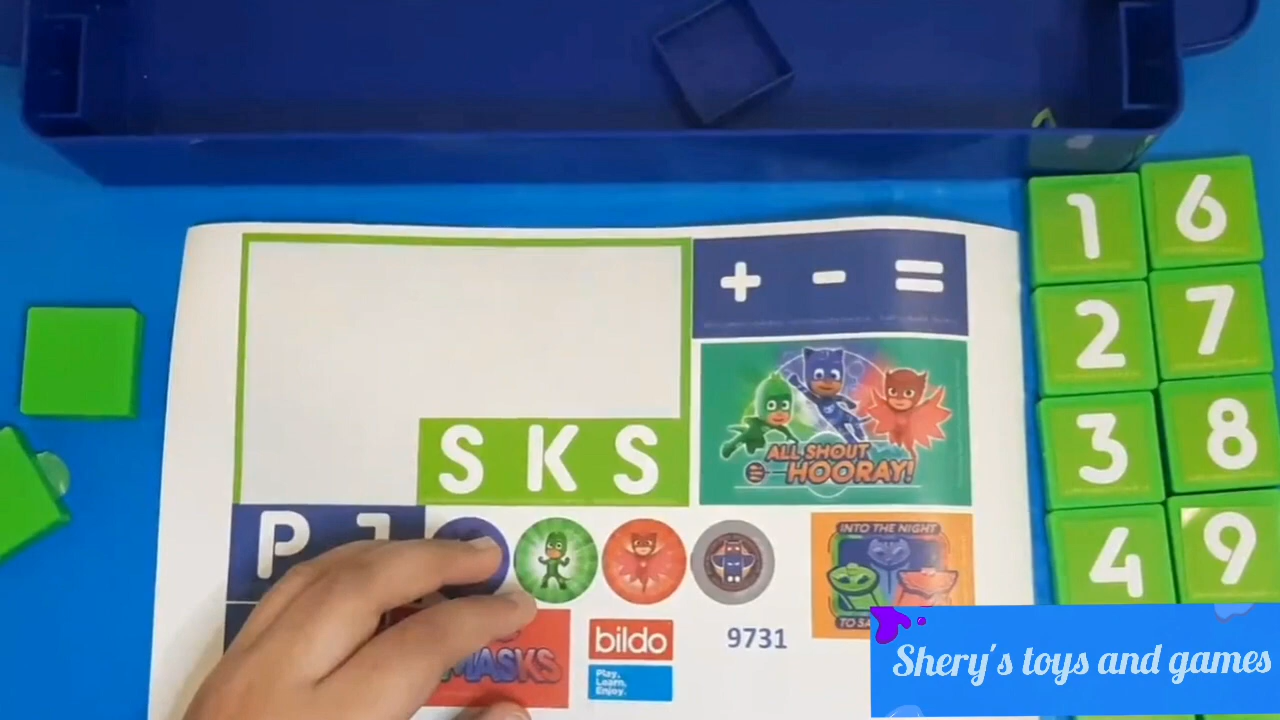 1 6
2 7
3 8
4 9
+ - =
ALL SHOUT
HOORAY!
S K S
P J
INTO THE NIGHT
MASKS
bildo
Play.
Learn.
Enjoy.
9731
Shery's toys and games